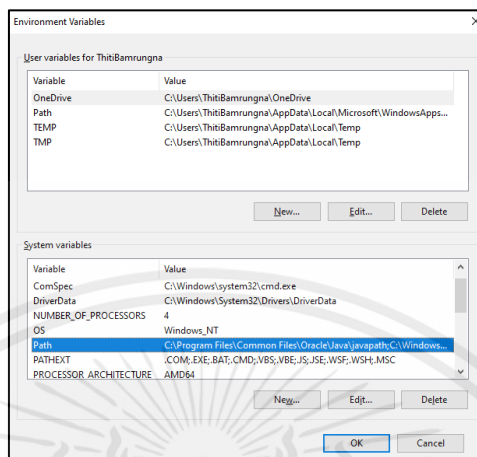 Environment Variables
User variables for ThitiBamrungna
Variable Value
OneDrive C:\Users\ThitiBamrungna\OneDrive
Path C:\Users\ThitiBamrungna\AppData\Local\Microsoft\WindowsApps...
TEMP C:\Users\ThitiBamrungna\AppData\Local\Temp
TMP C:\Users\ThitiBamrungna\AppData\Local\Temp
New... Edit... Delete
System variables
Variable Value
ComSpec C:\Windows\system32\cmd.exe
DriverData C:\Windows\System32\Drivers\DriverData
NUMBER_OF_PROCESSORS 4
OS Windows_NT
Path C:\Program Files\Common Files\Oracle\Java\javapath;C:\Windows...
PATHEXT .COM;.EXE;.BAT;.CMD;.VBS;.VBE;.JS;.JSE;.WSF;.WSH;.MSC
PROCESSOR_ARCHITECTURE AMD64
New... Edit... Delete
OK Cancel